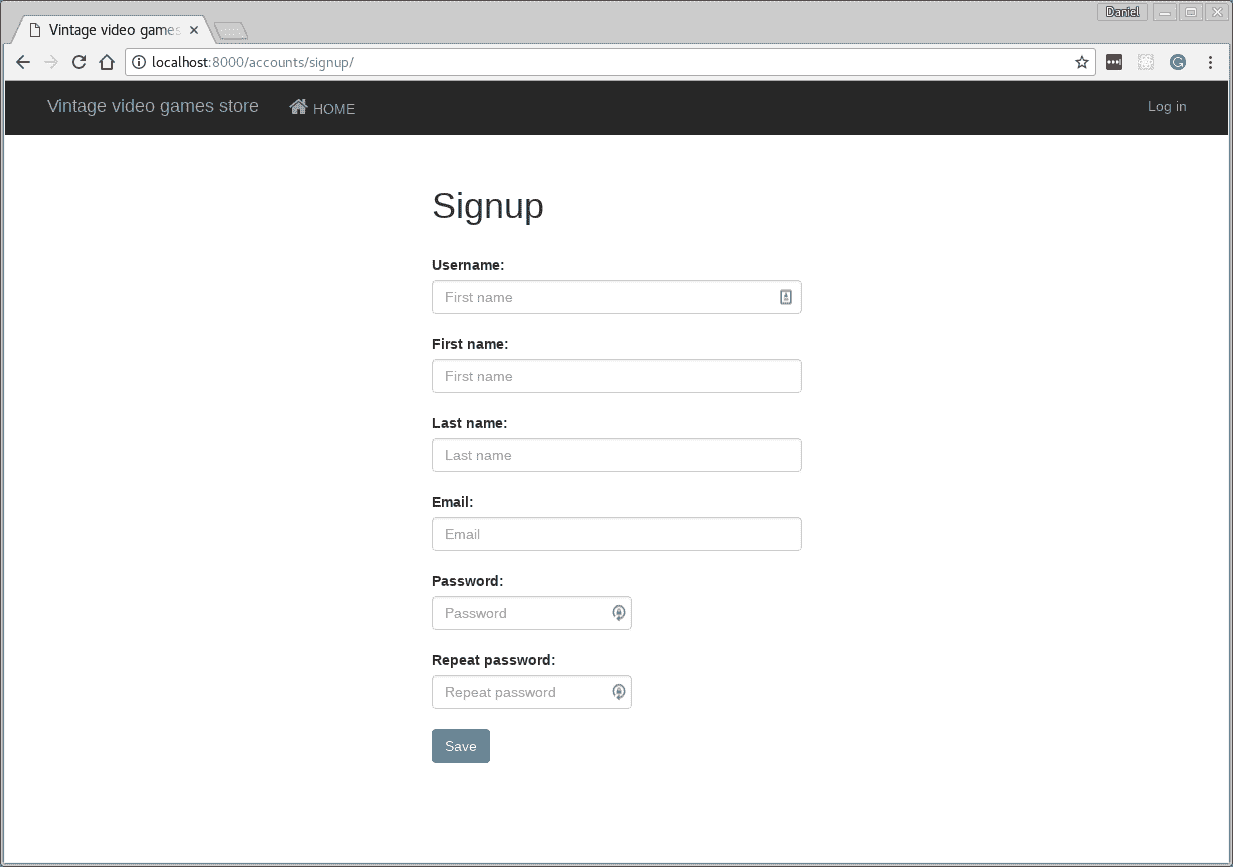 Daniel
Vintage video games
localhost:8000/accounts/signup/
Vintage video games store HOME Log in
Signup
Username:
First name
First name:
First name
Last name:
Last name
Email:
Email
Password:
Password
Repeat password:
Repeat password
Save